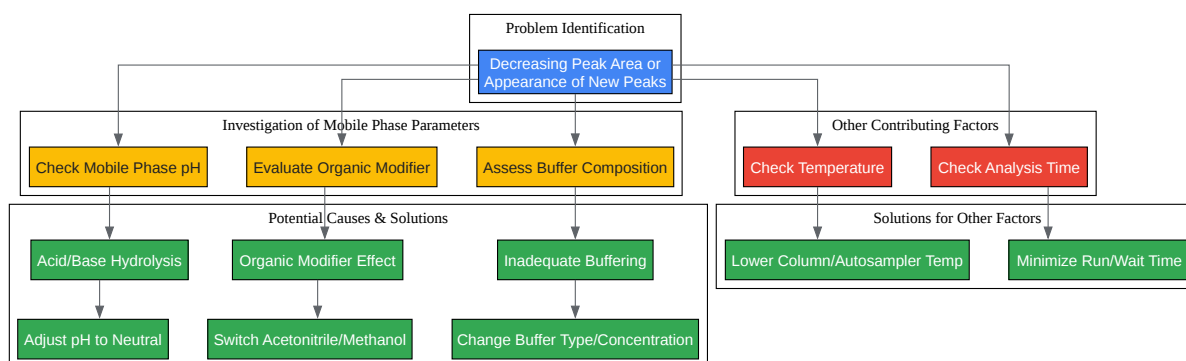 Problem Identification
Decreasing Peak Area or
Appearance of New Peaks
Investigation of Mobile Phase Parameters
Other Contributing Factors
Check Mobile Phase pH
Evaluate Organic Modifier
Assess Buffer Composition
Check Temperature
Check Analysis Time
Potential Causes & Solutions
Solutions for Other Factors
Acid/Base Hydrolysis
Organic Modifier Effect
Inadequate Buffering
Lower Column/Autosampler Temp
Minimize Run/Wait Time
Adjust pH to Neutral
Switch Acetonitrile/Methanol
Change Buffer Type/Concentration